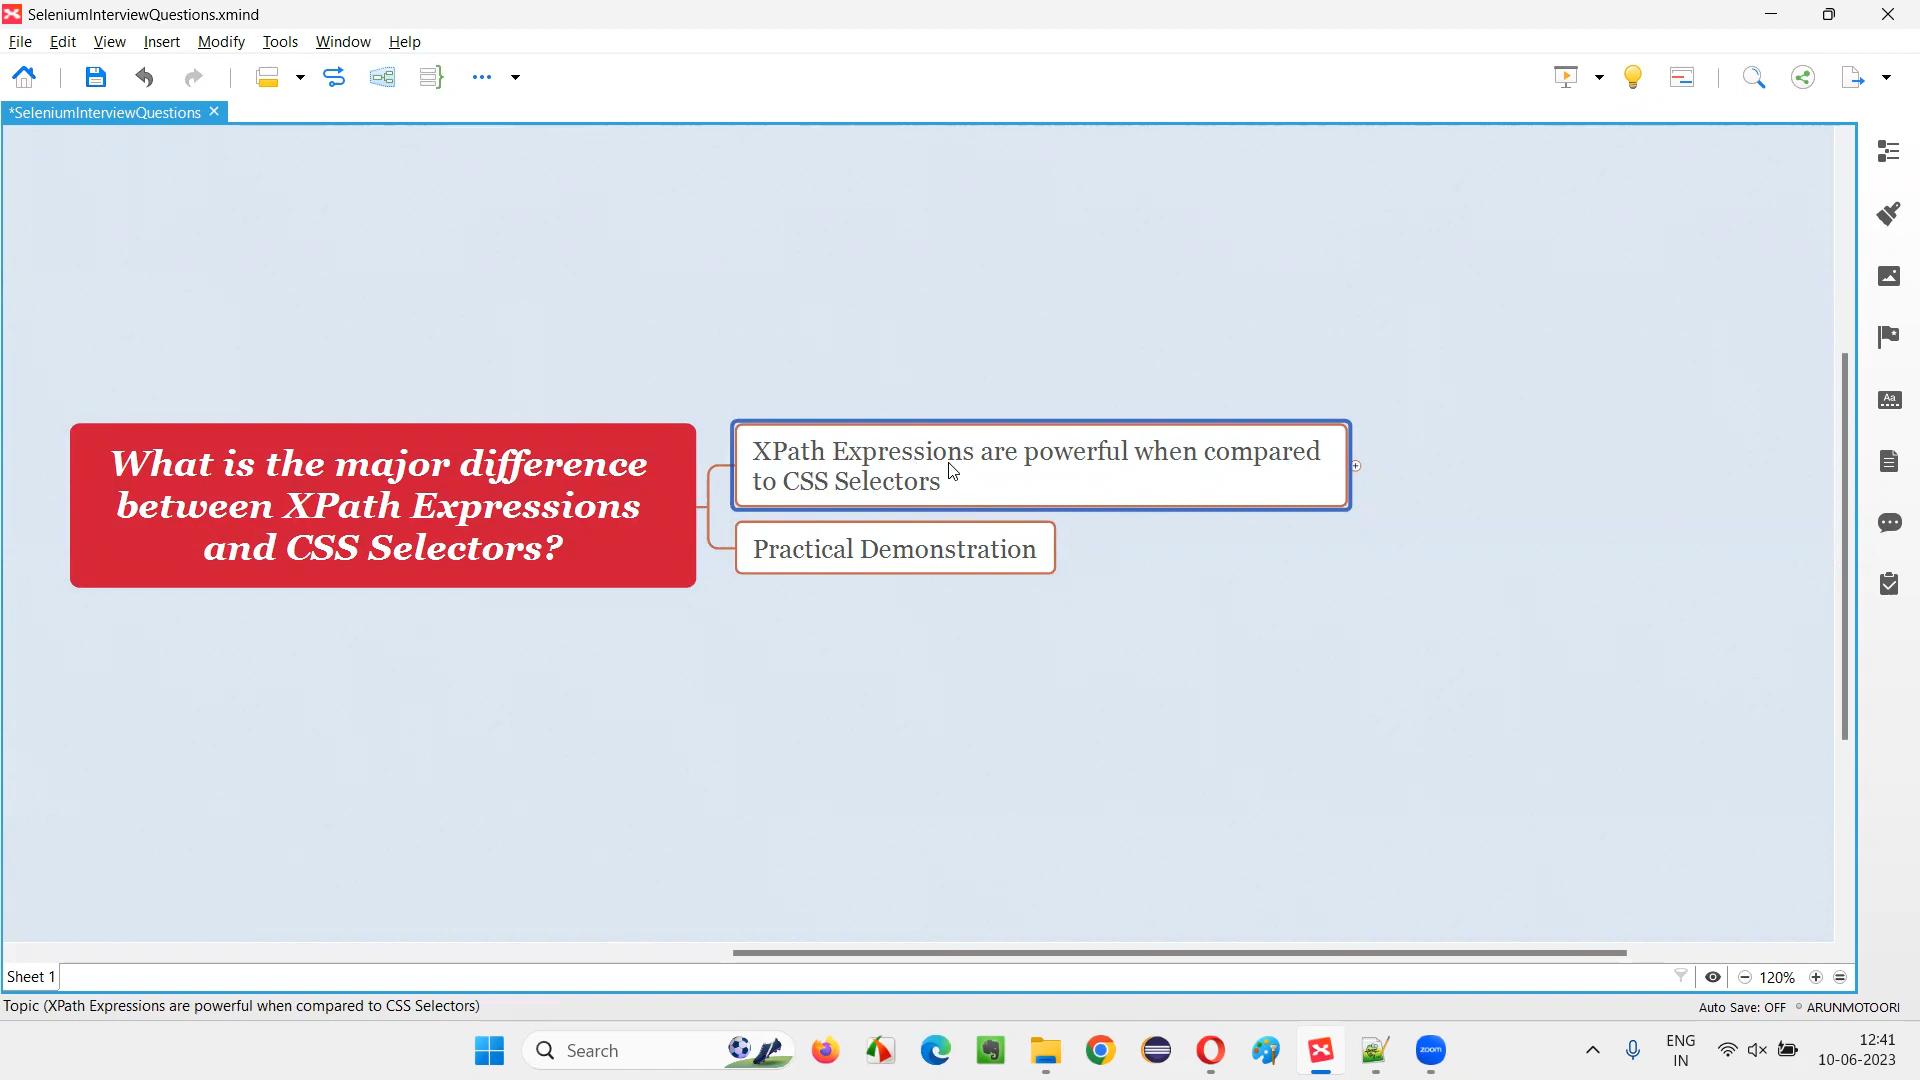 SeleniumInterviewQuestions.xmind
File Edit View Insert Modify Tools Window Help
*SeleniumInterviewQuestions
What is the major difference
between XPath Expressions
and CSS Selectors?
XPath Expressions are powerful when compared
to CSS Selectors
Practical Demonstration
Sheet 1
120%
Topic (XPath Expressions are powerful when compared to CSS Selectors)
Auto Save: OFF ARUNMOTOORI
Search
zoom
ENG
IN
12:41
10-06-2023
Aa